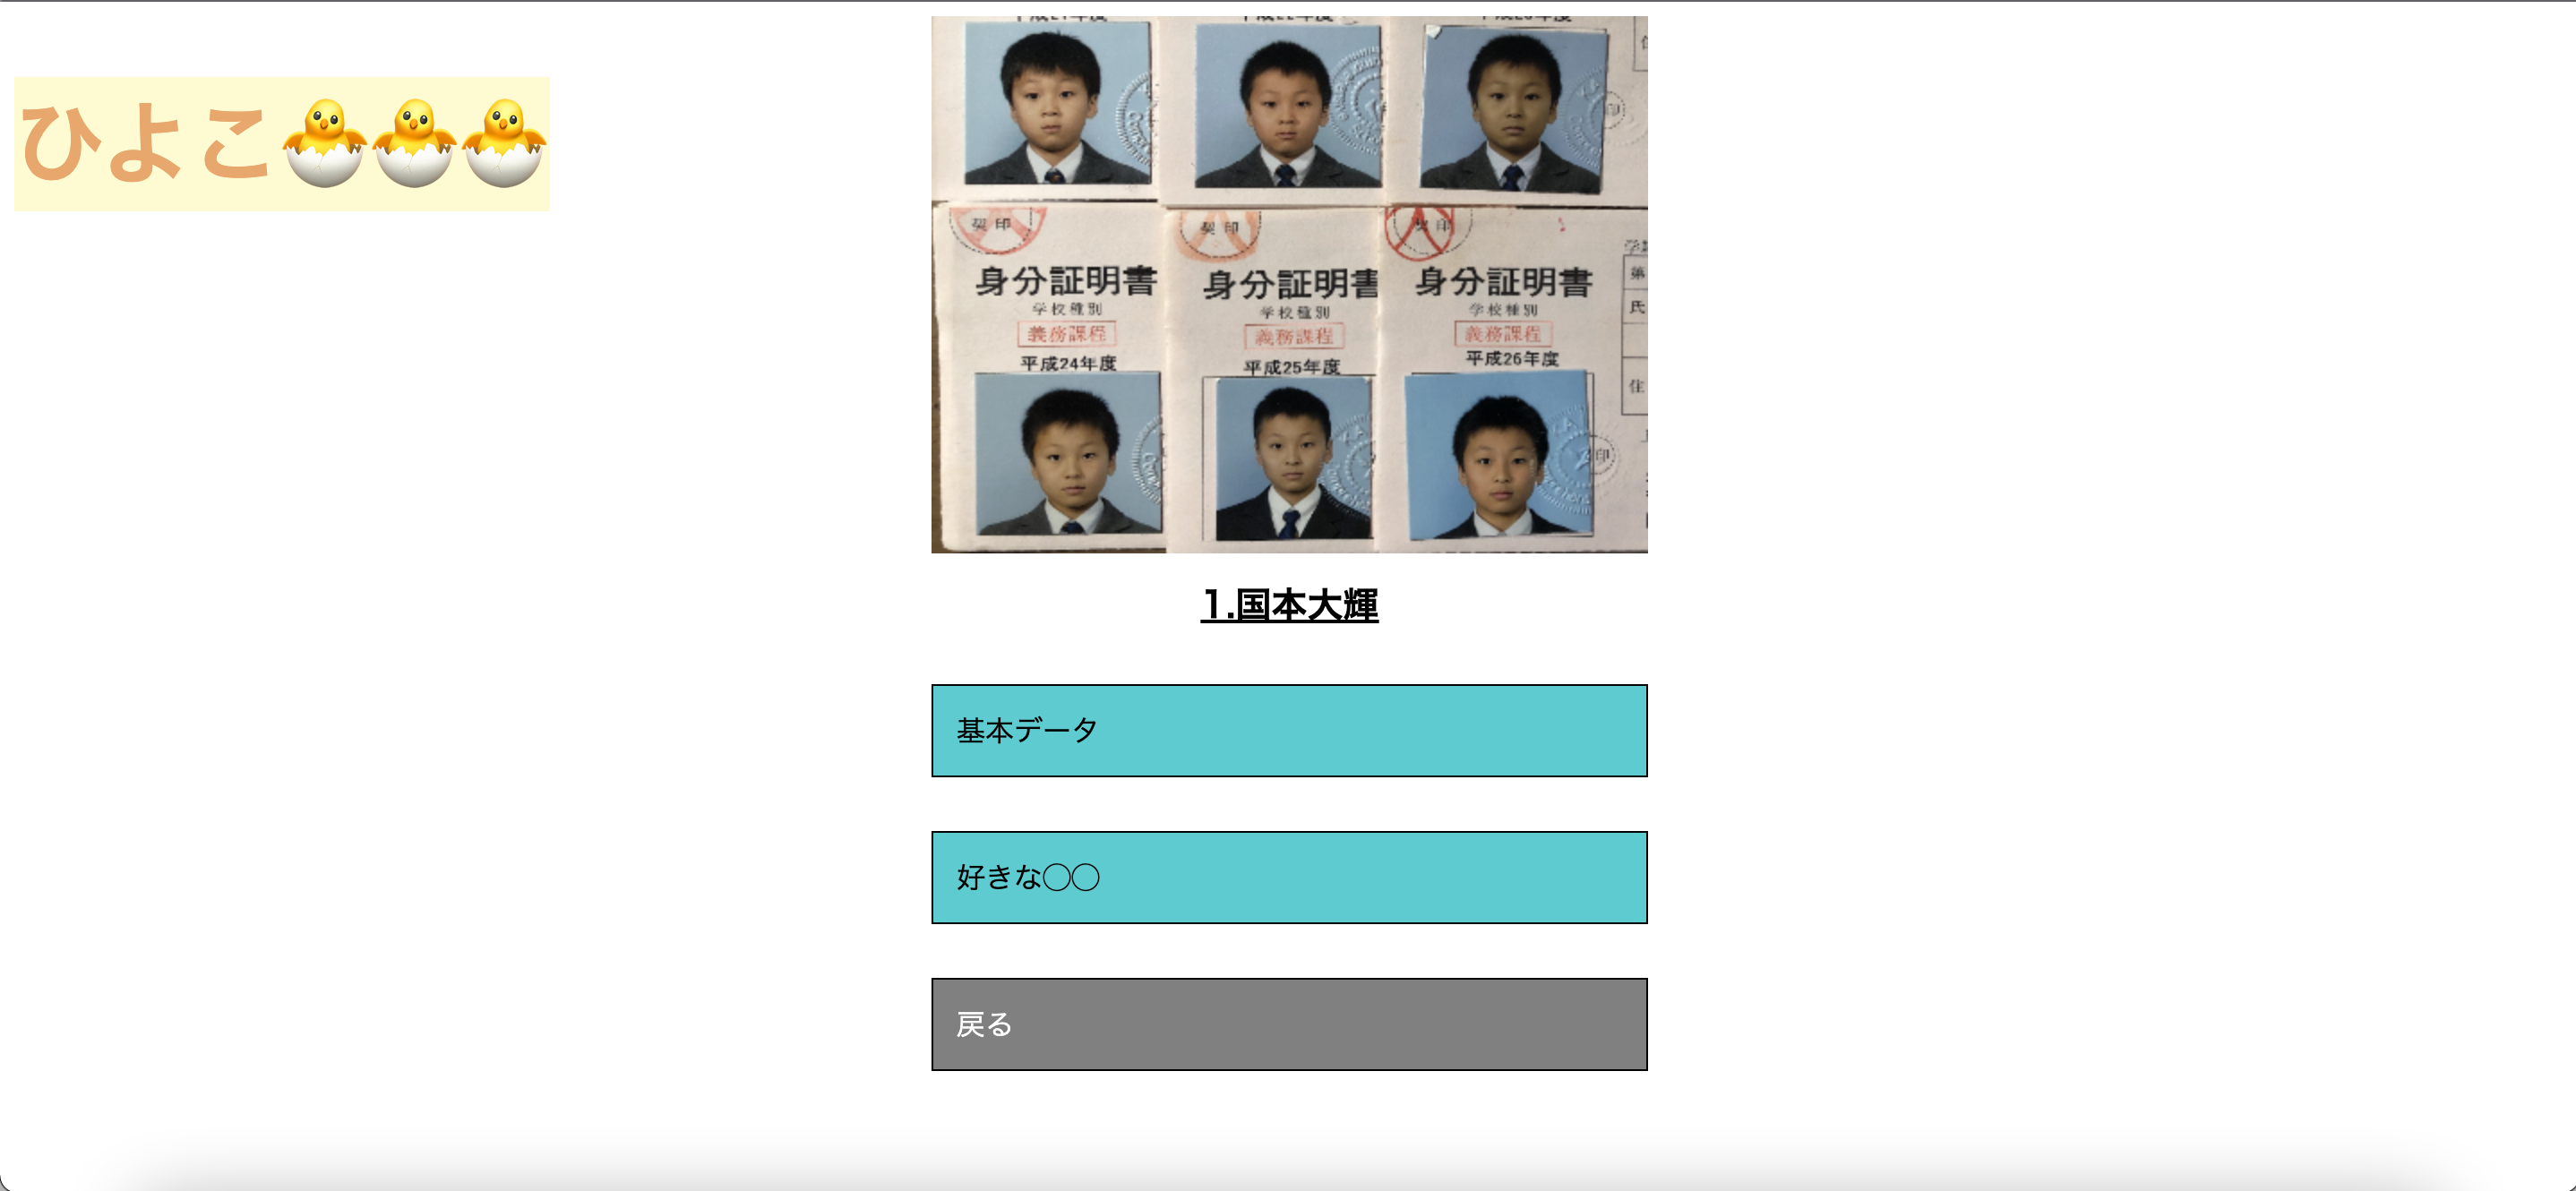 ひよこ🐣🐣🐣
契印
契印
契印
身分証明書
身分証明書
身分証明書
学校種別
学校種別
学校種別
義務課程
義務課程
義務課程
平成24年度
平成25年度
平成26年度
第
氏
住
印
1.国本大輝
基本データ
好きな◯◯
戻る